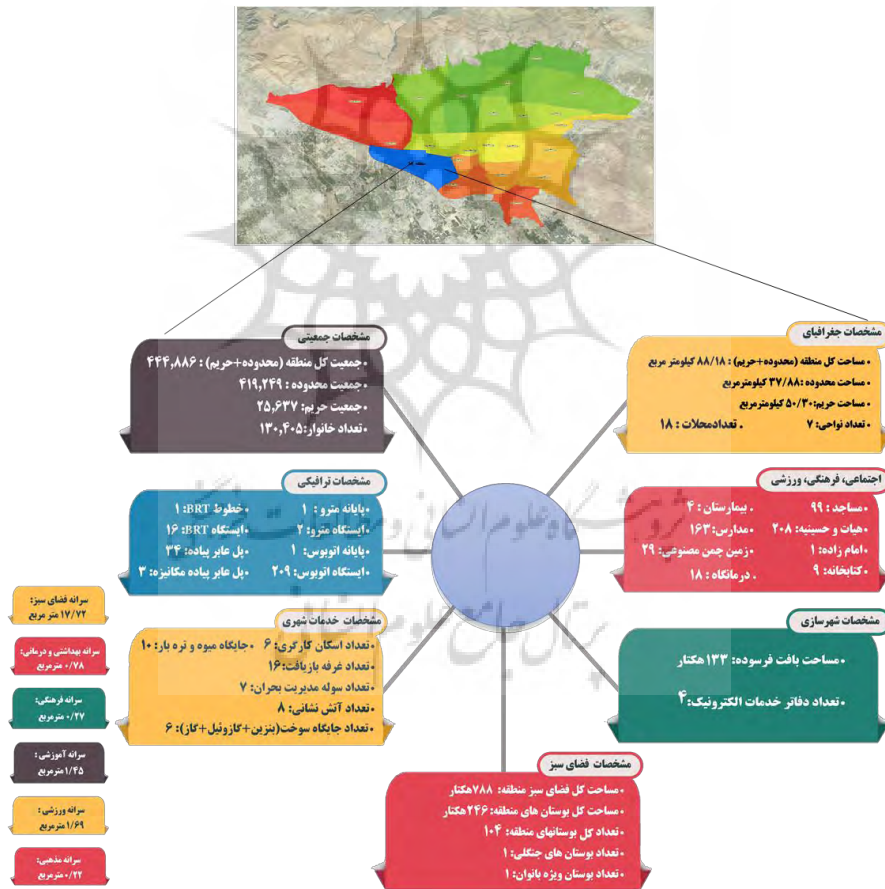 مشخصات جمعیتی
• جمعیت کل منطقه (محدوده+حریم) : ۴۴۴,۸۸۶
• جمعیت محدوده : ۴۱۹,۲۴۹
• جمعیت حریم: ۲۵,۶۳۷
• تعداد خانوار: ۱۳۰,۴۰۵
مشخصات جغرافیای
• مساحت کل منطقه (محدوده+حریم) : ۸۸/۱۸ کیلومتر مربع
• مساحت محدوده: ۳۷/۸۸ کیلومترمربع
• مساحت حریم: ۵۰/۳۰ کیلومترمربع
• تعداد نواحی: ۷ . تعدادمحلات : ۱۸
مشخصات ترافیکی
• پایانه مترو : ۱ • خطوط BRT: ۱
• ایستگاه مترو: ۲ • ایستگاه BRT: ۱۶
• پایانه اتوبوس: ۱ • پل عابر پیاده: ۳۴
• ایستگاه اتوبوس: ۲۰۹ • پل عابر پیاده مکانیزه: ۳
اجتماعی، فرهنگی، ورزشی
• مساجد : ۹۹ . بیمارستان : ۴
• هیات و حسینیه: ۲۰۸ • مدارس: ۱۶۳
• امام زاده: ۱ • زمین چمن مصنوعی: ۲۹
• کتابخانه: ۹ . درمانگاه : ۱۸
مشخصات خدمات شهری
• تعداد اسکان کارگری: ۶ • جایگاه میوه و تره بار: ۱۰
• تعداد غرفه بازیافت: ۱۶
• تعداد سوله مدیریت بحران: ۷
• تعداد آتش نشانی: ۸
• تعداد جایگاه سوخت(بنزین+گازوئیل+گاز): ۶
مشخصات شهرسازی
• مساحت بافت فرسوده: ۱۳۳ هکتار
• تعداد دفاتر خدمات الکترونیک: ۴
مشخصات فضای سبز
• مساحت کل فضای سبز منطقه: ۷۸۸ هکتار
• مساحت کل بوستان های منطقه: ۲۴۶ هکتار
• تعداد کل بوستانهای منطقه: ۱۰۴
• تعداد بوستان های جنگلی: ۱
• تعداد بوستان ویژه بانوان: ۱
سرانه فضای سبز:
۱۷/۷۲ متر مربع
سرانه بهداشتی و درمانی:
۰/۷۸ مترمربع
سرانه فرهنگی:
۰/۲۷ مترمربع
سرانه آموزشی :
۱/۴۵ مترمربع
سرانه ورزشی :
۱/۶۹ مترمربع
سرانه مذهبی:
۰/۲۲ مترمربع
پژوهشگاه علوم انسانی و مطالعات فرهنگی
پرتال جامع علوم انسانی